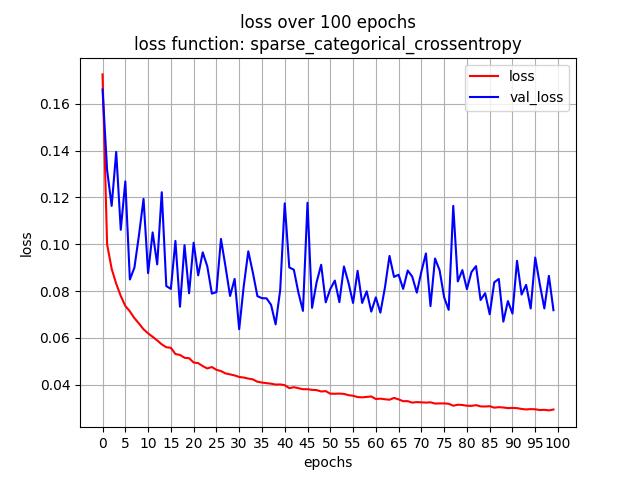 loss over 100 epochs
loss function: sparse_categorical_crossentropy
loss
val_loss
0.16
0.14
0.12
0.10
0.08
0.06
0.04
loss
0 5 10 15 20 25 30 35 40 45 50 55 60 65 70 75 80 85 90 95 100
epochs